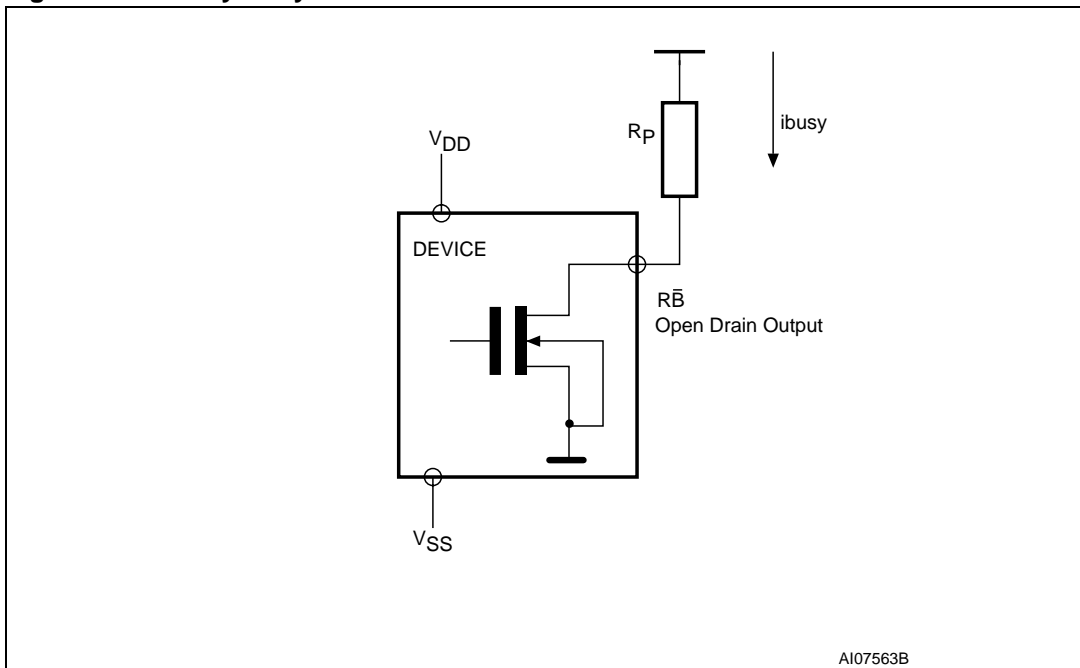 RP
ibusy
VDD
DEVICE
RB̄
Open Drain Output
VSS
AI07563B